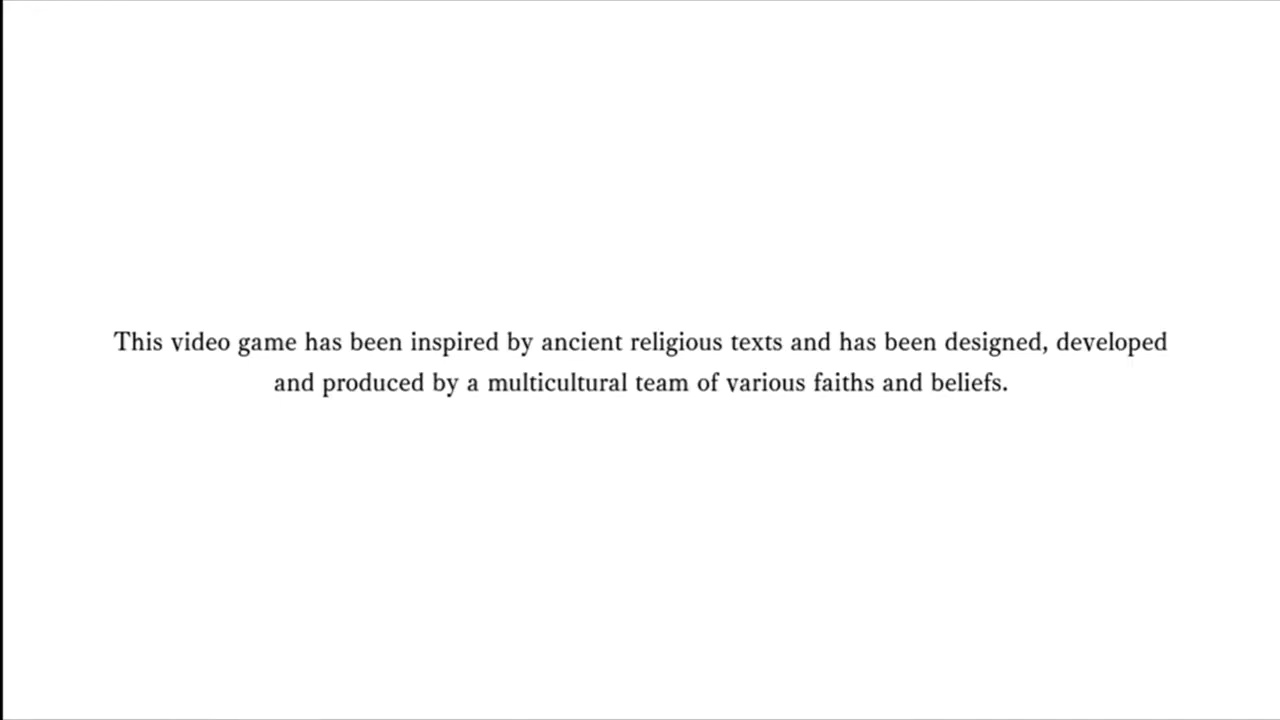 This video game has been inspired by ancient religious texts and has been designed, developed
and produced by a multicultural team of various faiths and beliefs.